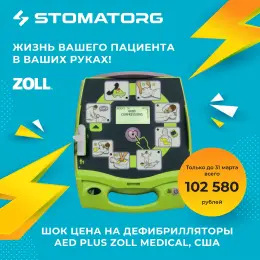 STOMATORG
ЖИЗНЬ ВАШЕГО ПАЦИЕНТА
В ВАШИХ РУКАХ!
ZOLL
Только до 31 марта
всего
102 580
рублей
ШОК ЦЕНА НА ДЕФИБРИЛЛЯТОРЫ
AED PLUS ZOLL MEDICAL, США